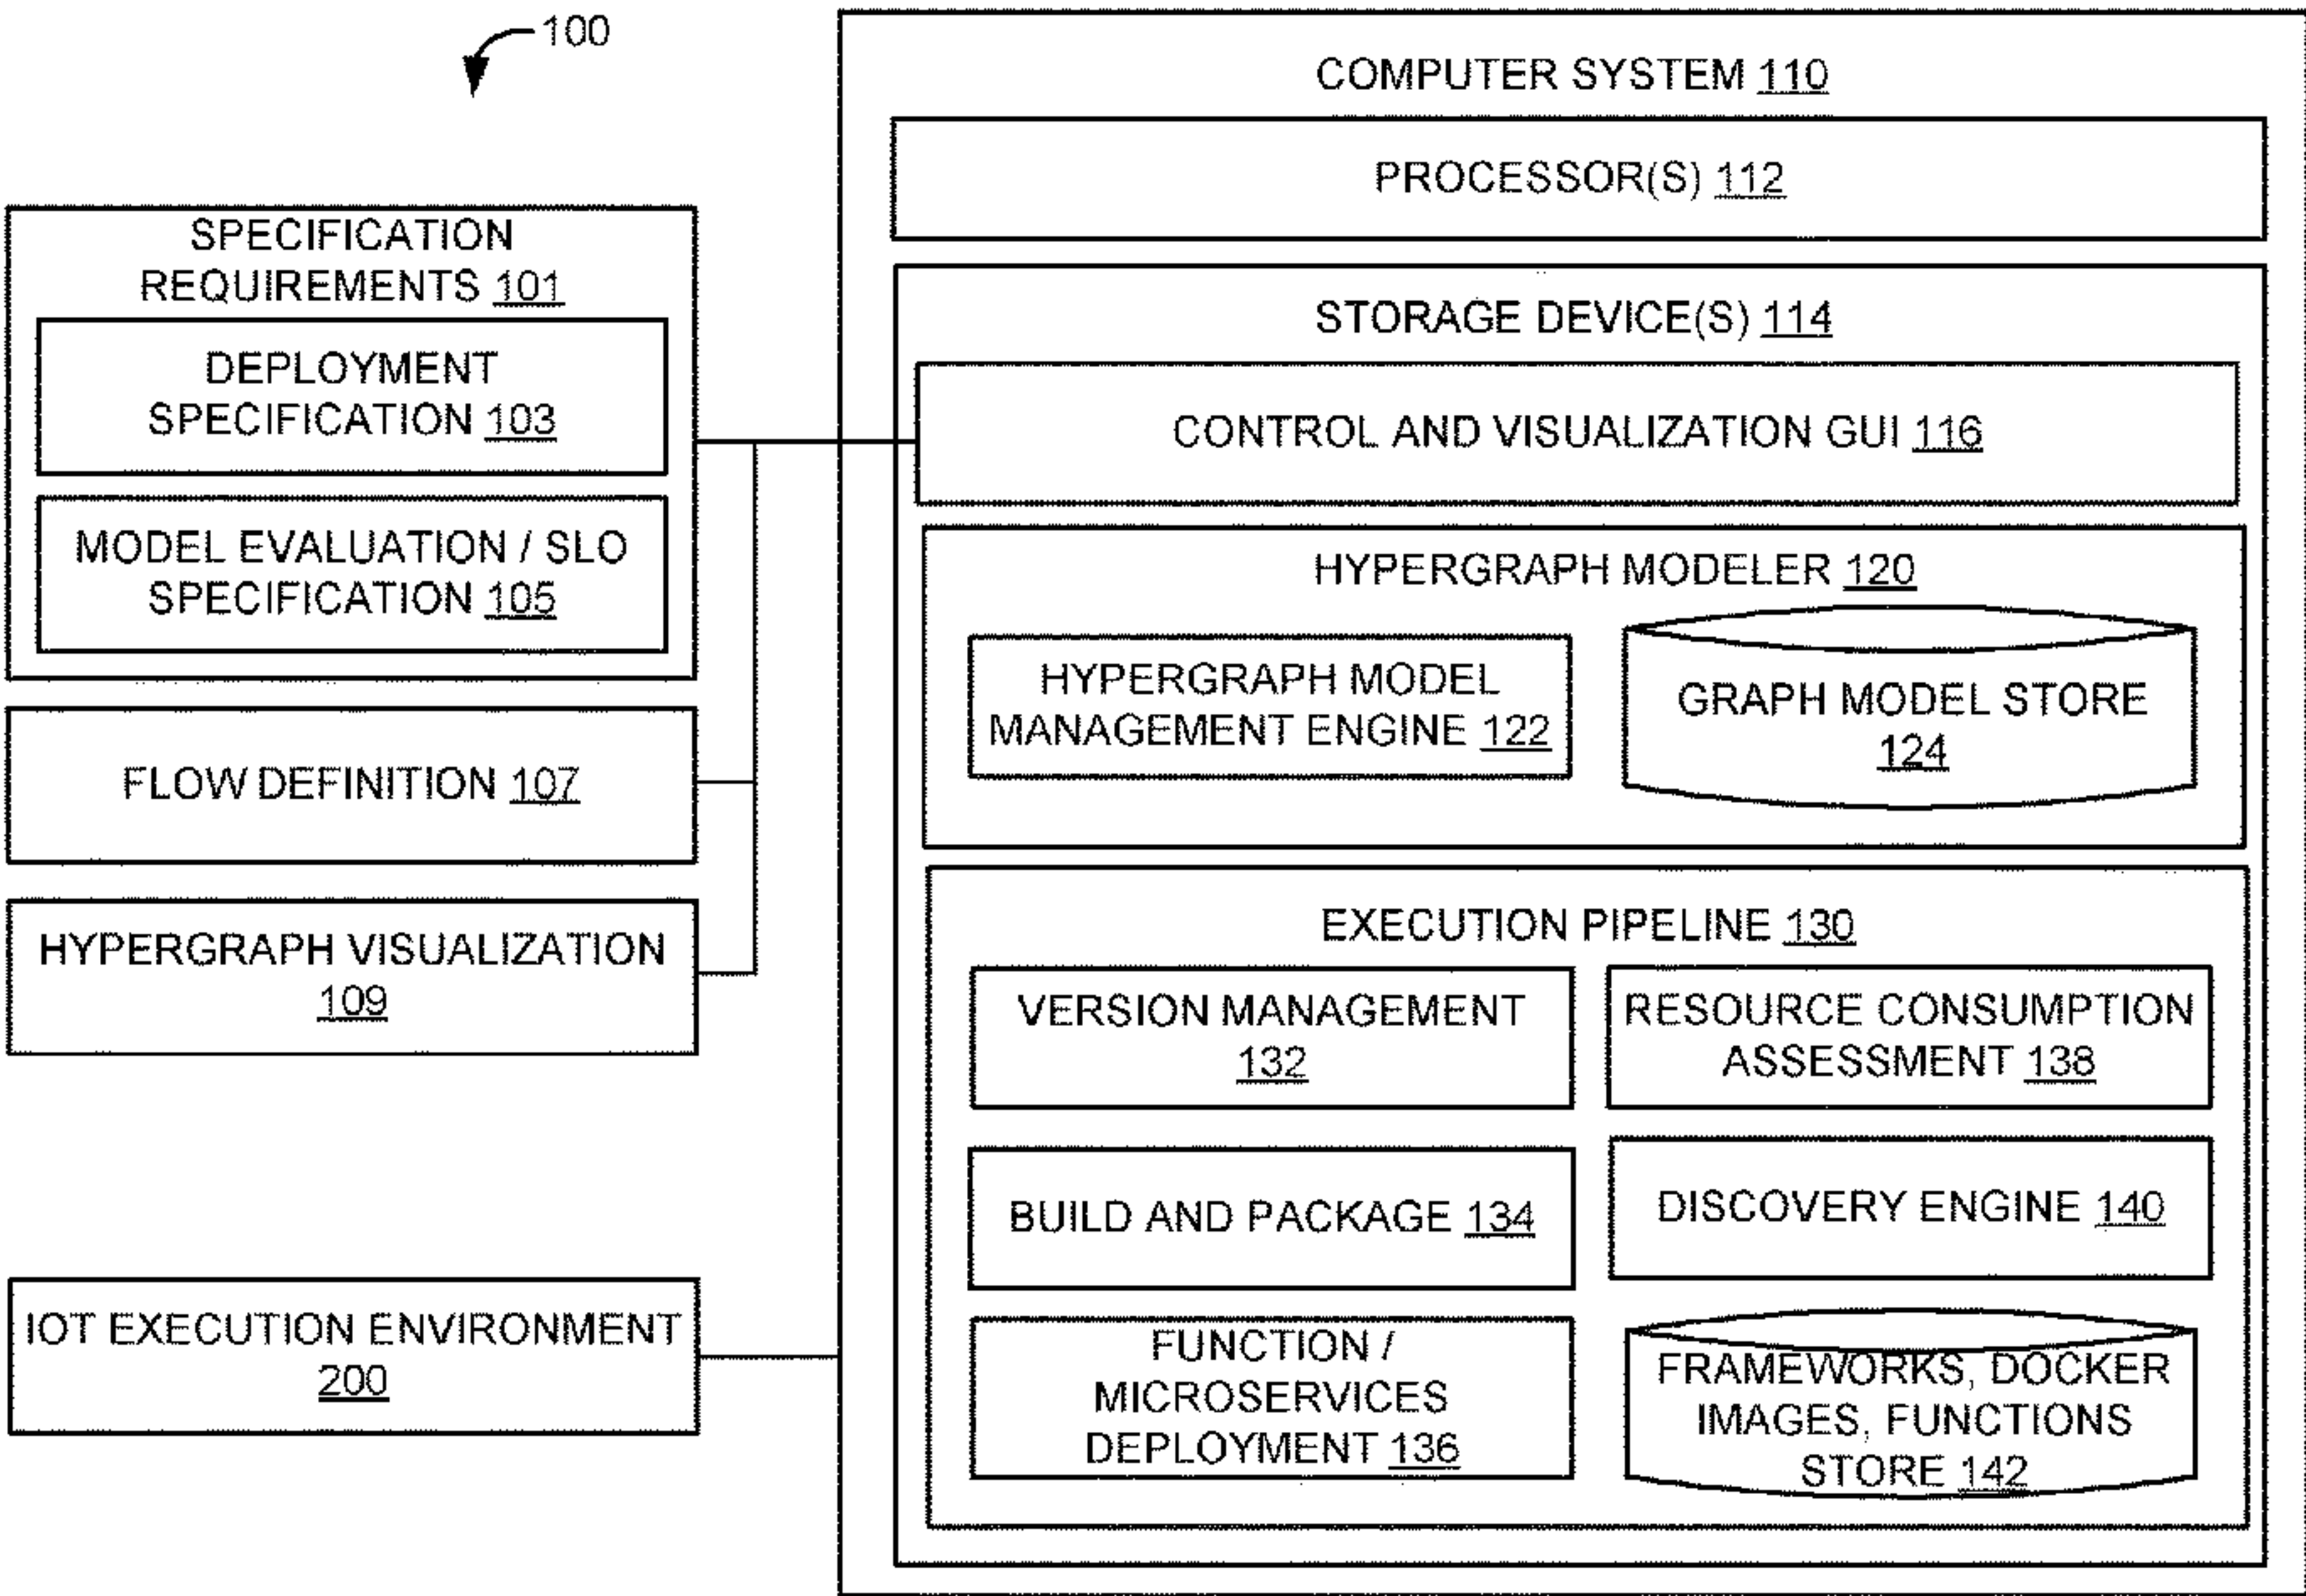 100
SPECIFICATION
REQUIREMENTS 101
DEPLOYMENT
SPECIFICATION 103
MODEL EVALUATION / SLO
SPECIFICATION 105
FLOW DEFINITION 107
HYPERGRAPH VISUALIZATION
109
IOT EXECUTION ENVIRONMENT
200
COMPUTER SYSTEM 110
PROCESSOR(S) 112
STORAGE DEVICE(S) 114
CONTROL AND VISUALIZATION GUI 116
HYPERGRAPH MODELER 120
HYPERGRAPH MODEL
MANAGEMENT ENGINE 122
GRAPH MODEL STORE
124
EXECUTION PIPELINE 130
VERSION MANAGEMENT
132
RESOURCE CONSUMPTION
ASSESSMENT 138
BUILD AND PACKAGE 134
DISCOVERY ENGINE 140
FUNCTION /
MICROSERVICES
DEPLOYMENT 136
FRAMEWORKS, DOCKER
IMAGES, FUNCTIONS
STORE 142